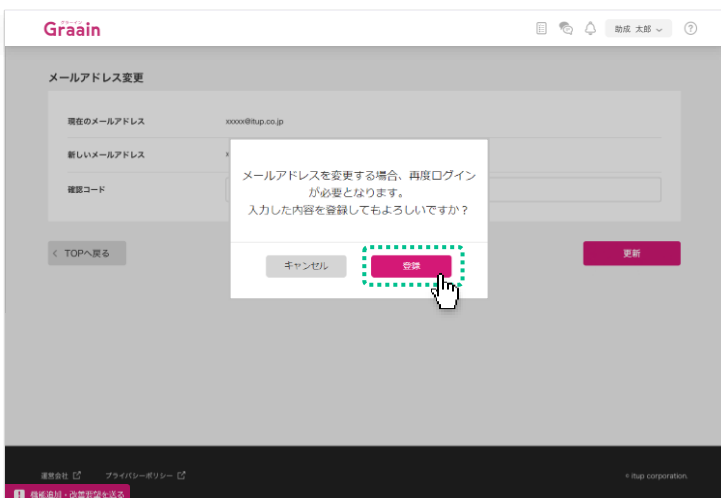 グラーイン
Graain
助成 太郎
?
メールアドレス変更
現在のメールアドレス
xxxxx@itup.co.jp
新しいメールアドレス
確認コード
メールアドレスを変更する場合、再度ログイン
が必要となります。
入力した内容を登録してもよろしいですか？
キャンセル
登録
TOPへ戻る
更新
運営会社
プライバシーポリシー
© itup corporation.
! 機能追加・改善要望を送る